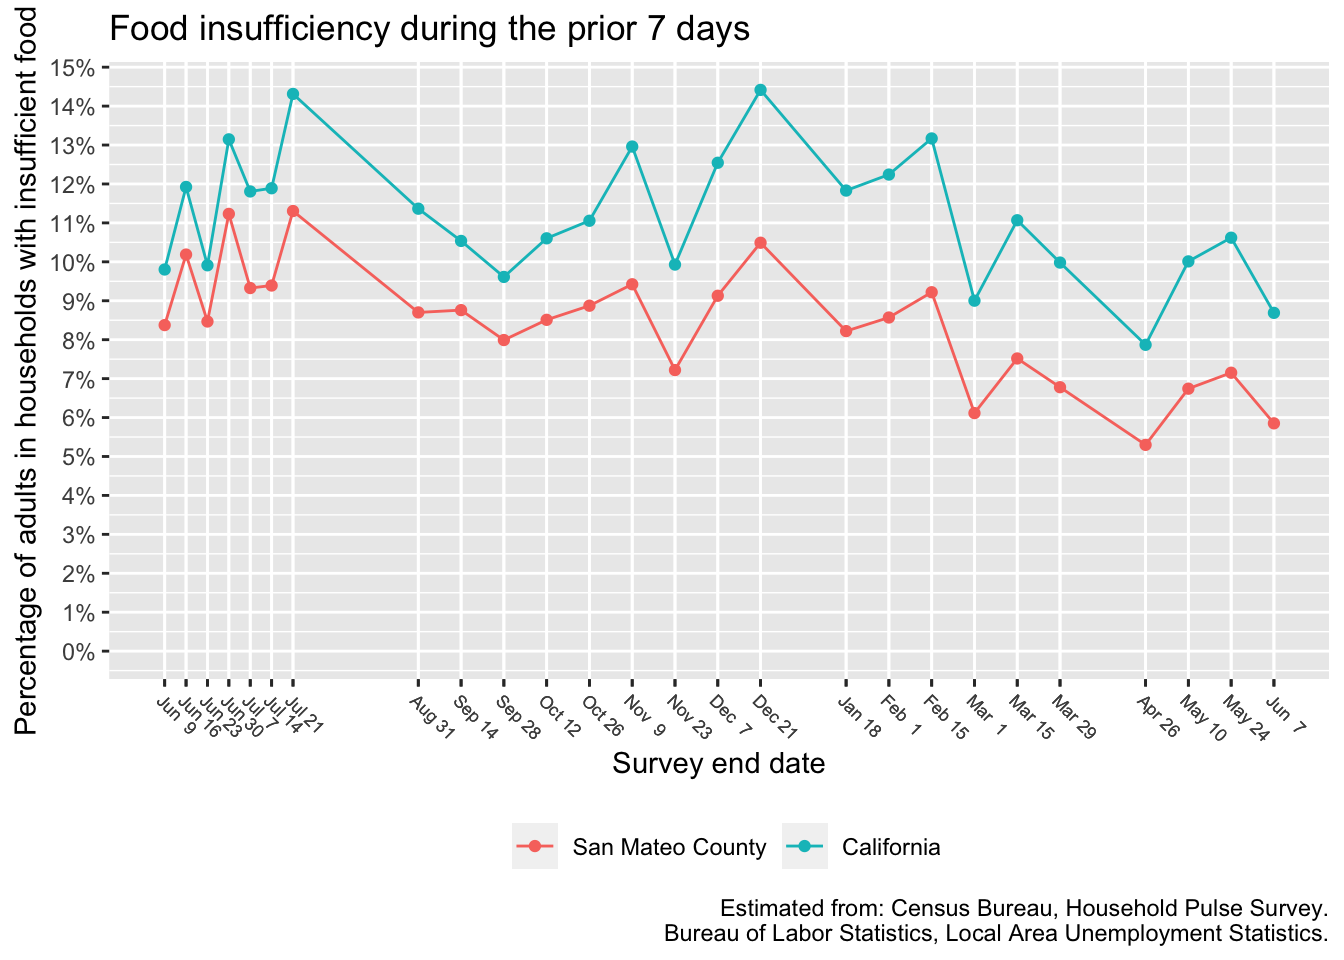 Food insufficiency during the prior 7 days
Percentage of adults in households with insufficient food
15%
14%
13%
12%
11%
10%
9%
8%
7%
6%
5%
4%
3%
2%
1%
0%
Jun 9
Jun 16
Jun 23
Jun 30
Jul 7
Jul 14
Jul 21
Aug 31
Sep 14
Sep 28
Oct 12
Oct 26
Nov 9
Nov 23
Dec 7
Dec 21
Jan 18
Feb 1
Feb 15
Mar 1
Mar 15
Mar 29
Apr 26
May 10
May 24
Jun 7
Survey end date
San Mateo County
California
Estimated from: Census Bureau, Household Pulse Survey.
Bureau of Labor Statistics, Local Area Unemployment Statistics.